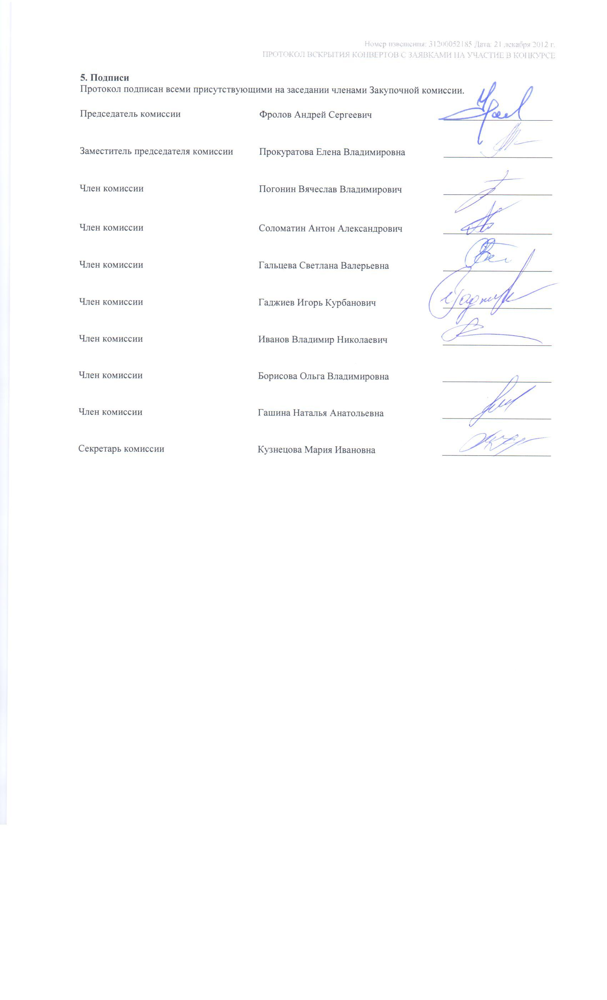 Номер извещения: 31200052185 Дата: 21 декабря 2012 г.
ПРОТОКОЛ ВСКРЫТИЯ КОНВЕРТОВ С ЗАЯВКАМИ НА УЧАСТИЕ В КОНКУРСЕ
5. Подписи
Протокол подписан всеми присутствующими на заседании членами Закупочной комиссии.
Председатель комиссии Фролов Андрей Сергеевич
Заместитель председателя комиссии Прокуратова Елена Владимировна
Член комиссии Погонин Вячеслав Владимирович
Член комиссии Соломатин Антон Александрович
Член комиссии Гальцева Светлана Валерьевна
Член комиссии Гаджиев Игорь Курбанович
Член комиссии Иванов Владимир Николаевич
Член комиссии Борисова Ольга Владимировна
Член комиссии Гашина Наталья Анатольевна
Секретарь комиссии Кузнецова Мария Ивановна